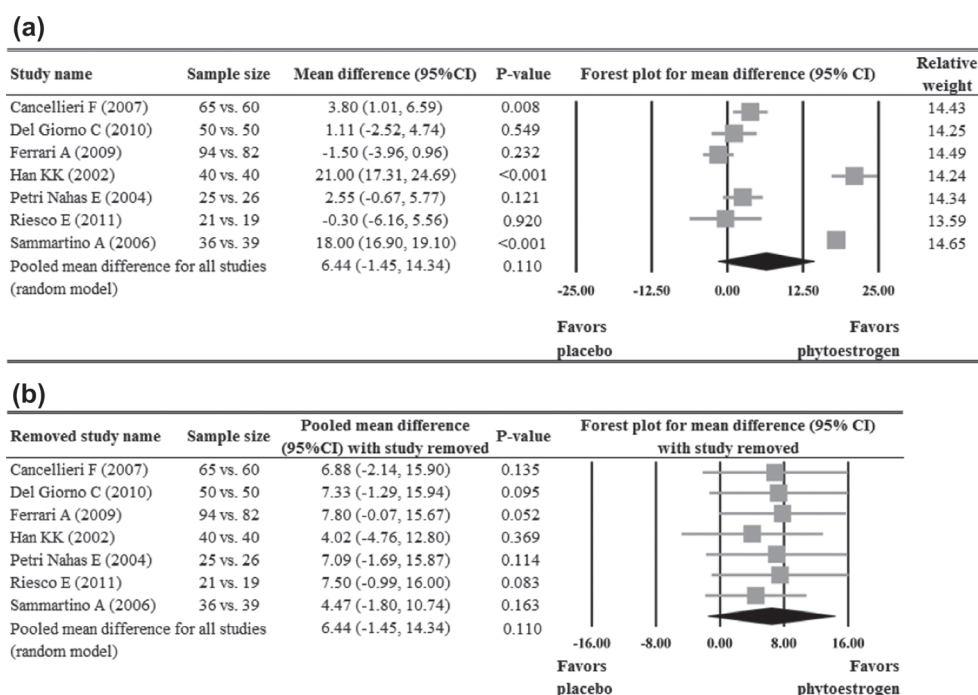 (a)
Study name Sample size Mean difference (95%CI) P-value Forest plot for mean difference (95% CI) Relative weight
Cancellieri F (2007) 65 vs. 60 3.80 (1.01, 6.59) 0.008 14.43
Del Giorno C (2010) 50 vs. 50 1.11 (-2.52, 4.74) 0.549 14.25
Ferrari A (2009) 94 vs. 82 -1.50 (-3.96, 0.96) 0.232 14.49
Han KK (2002) 40 vs. 40 21.00 (17.31, 24.69) <0.001 14.24
Petri Nahas E (2004) 25 vs. 26 2.55 (-0.67, 5.77) 0.121 14.34
Riesco E (2011) 21 vs. 19 -0.30 (-6.16, 5.56) 0.920 13.59
Sammartino A (2006) 36 vs. 39 18.00 (16.90, 19.10) <0.001 14.65
Pooled mean difference for all studies 6.44 (-1.45, 14.34) 0.110
(random model)
-25.00 -12.50 0.00 12.50 25.00
Favors Favors
placebo phytoestrogen
(b)
Removed study name Sample size Pooled mean difference (95%CI) with study removed P-value Forest plot for mean difference (95% CI) with study removed
Cancellieri F (2007) 65 vs. 60 6.88 (-2.14, 15.90) 0.135
Del Giorno C (2010) 50 vs. 50 7.33 (-1.29, 15.94) 0.095
Ferrari A (2009) 94 vs. 82 7.80 (-0.07, 15.67) 0.052
Han KK (2002) 40 vs. 40 4.02 (-4.76, 12.80) 0.369
Petri Nahas E (2004) 25 vs. 26 7.09 (-1.69, 15.87) 0.114
Riesco E (2011) 21 vs. 19 7.50 (-0.99, 16.00) 0.083
Sammartino A (2006) 36 vs. 39 4.47 (-1.80, 10.74) 0.163
Pooled mean difference for all studies 6.44 (-1.45, 14.34) 0.110
(random model)
-16.00 -8.00 0.00 8.00 16.00
Favors Favors
placebo phytoestrogen